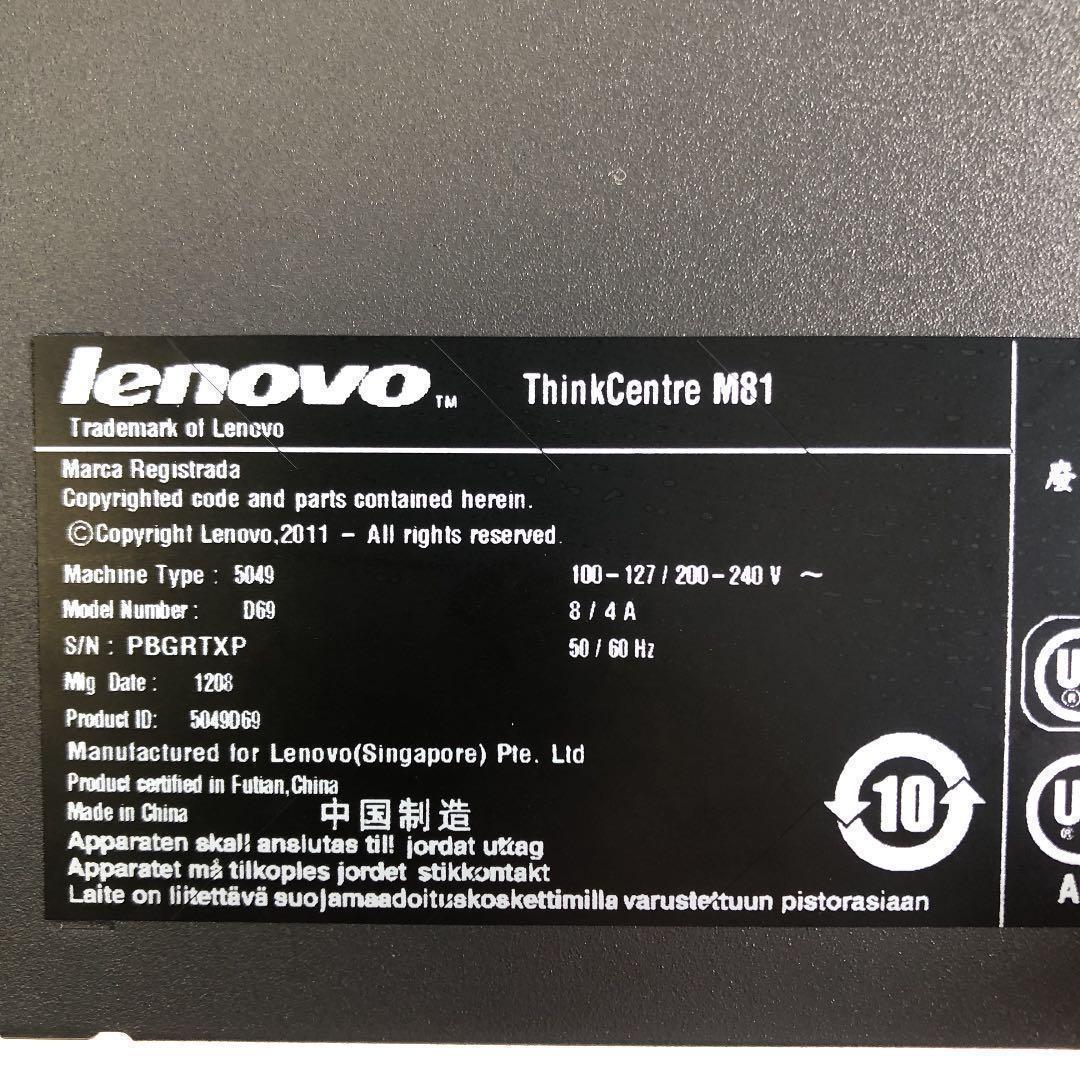 lenovo™ ThinkCentre M81
Trademark of Lenovo
Marca Registrada
Copyrighted code and parts contained herein.
©Copyright Lenovo,2011 – All rights reserved.
Machine Type : 5049 100–127 / 200–240 V ~
Model Number : D69 8 / 4 A
S/N : PBGRTXP 50 / 60 Hz
Mfg Date : 1208
Product ID: 5049D69
Manufactured for Lenovo(Singapore) Pte. Ltd
Product certified in Futian,China
Made in China 中国制造
10
Apparaten skall anslutas till jordat uttag
Apparatet må tilkoples jordet stikkontakt
Laite on liitettävä suojamaadoituskoskettimilla varustettuun pistorasiaan
廢
U
®
U
®
A